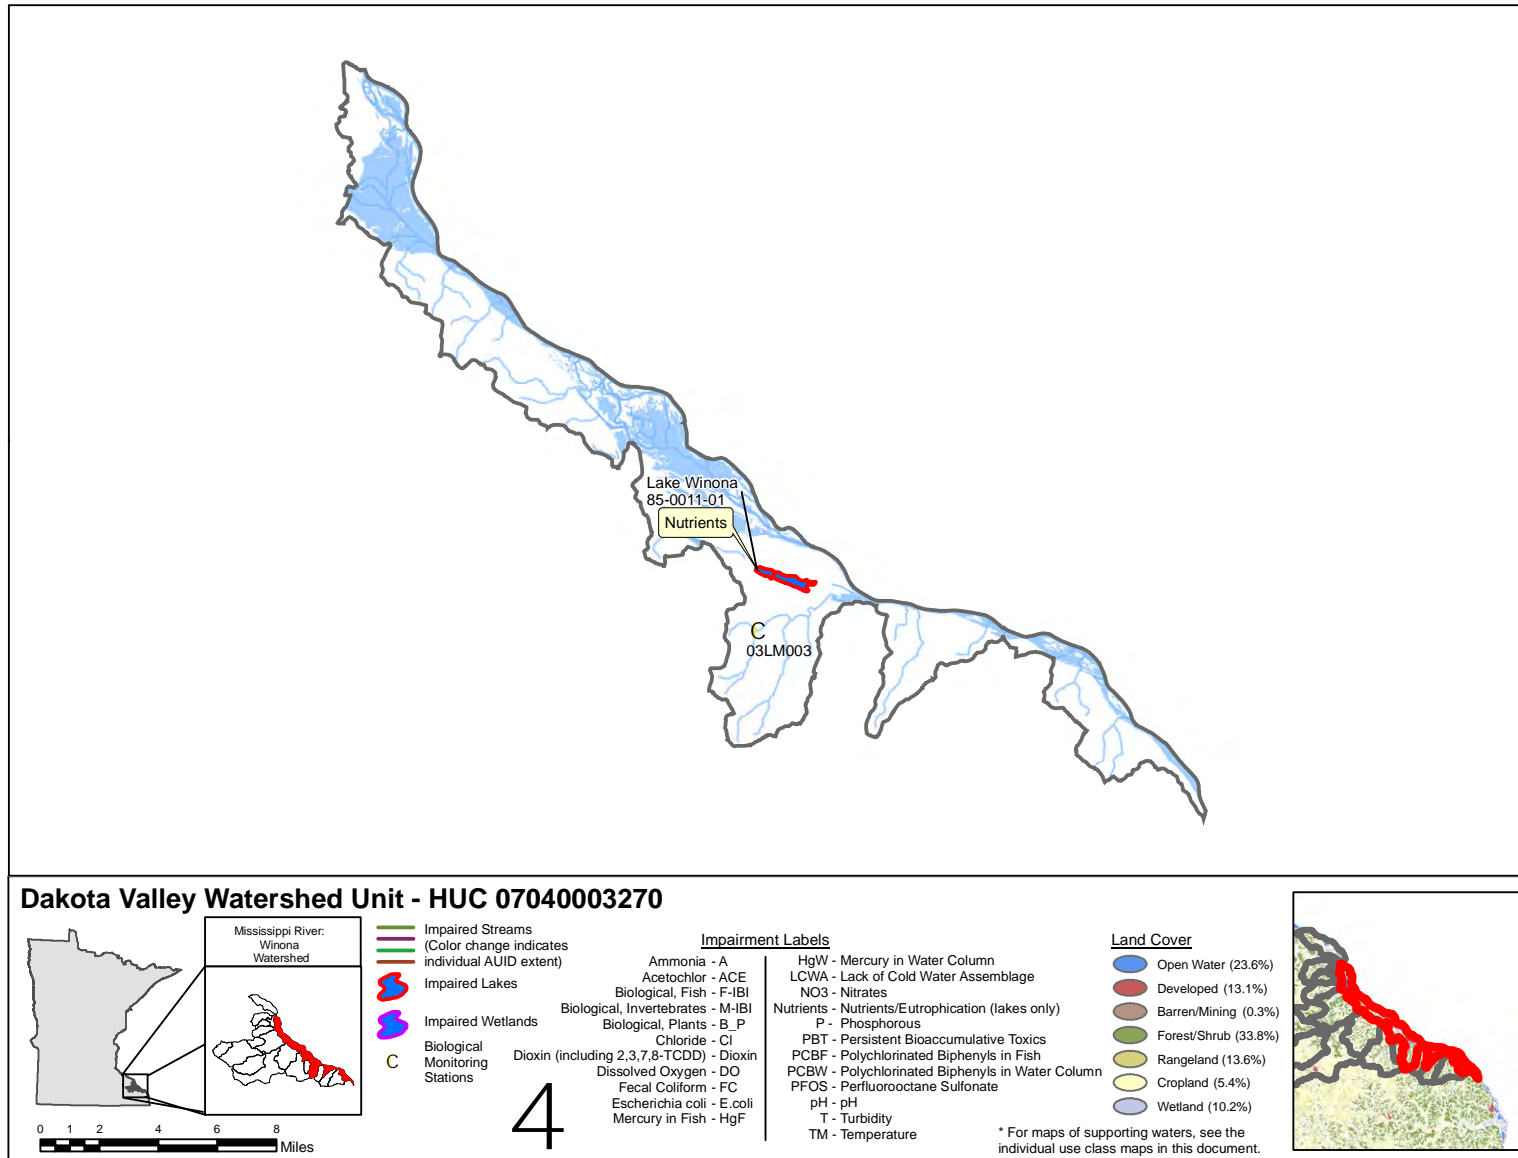 Lake Winona
85-0011-01
Nutrients
C
03LM003
Dakota Valley Watershed Unit - HUC 07040003270
Mississippi River:
Winona
Watershed
0 1 2 4 6 8
Miles
Impaired Streams
(Color change indicates
individual AUID extent)
Impaired Lakes
Impaired Wetlands
C
Biological
Monitoring
Stations
4
Impairment Labels
Ammonia - A
Acetochlor - ACE
Biological, Fish - F-IBI
Biological, Invertebrates - M-IBI
Biological, Plants - B_P
Chloride - Cl
Dioxin (including 2,3,7,8-TCDD) - Dioxin
Dissolved Oxygen - DO
Fecal Coliform - FC
Escherichia coli - E.coli
Mercury in Fish - HgF
HgW - Mercury in Water Column
LCWA - Lack of Cold Water Assemblage
NO3 - Nitrates
Nutrients - Nutrients/Eutrophication (lakes only)
P - Phosphorous
PBT - Persistent Bioaccumulative Toxics
PCBF - Polychlorinated Biphenyls in Fish
PCBW - Polychlorinated Biphenyls in Water Column
PFOS - Perfluorooctane Sulfonate
pH - pH
T - Turbidity
TM - Temperature
Land Cover
Open Water (23.6%)
Developed (13.1%)
Barren/Mining (0.3%)
Forest/Shrub (33.8%)
Rangeland (13.6%)
Cropland (5.4%)
Wetland (10.2%)
* For maps of supporting waters, see the
individual use class maps in this document.